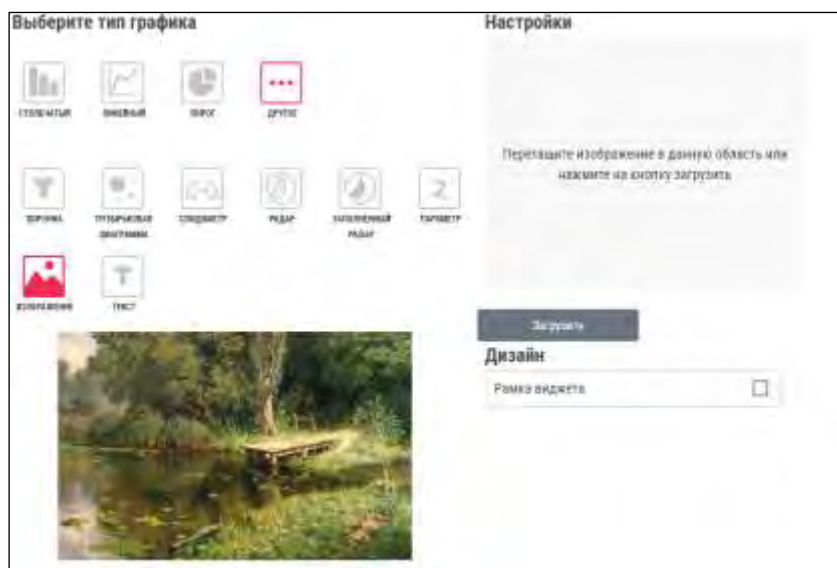 Выберите тип графика
СТОЛБЧАТЫЙ ЛИНЕЙНЫЙ ПИРОГ ДРУГОЕ
2
ВОРОНКА ПУЗЫРЬКОВАЯ СПИДОМЕТР РАДАР ЗАПОЛНЕННЫЙ ПАРАМЕТР
ДИАГРАММА РАДАР
T
ИЗОБРАЖЕНИЕ ТЕКСТ
Настройки
Перетащите изображение в данную область или
нажмите на кнопку загрузить
Загрузить
Дизайн
Рамка виджета